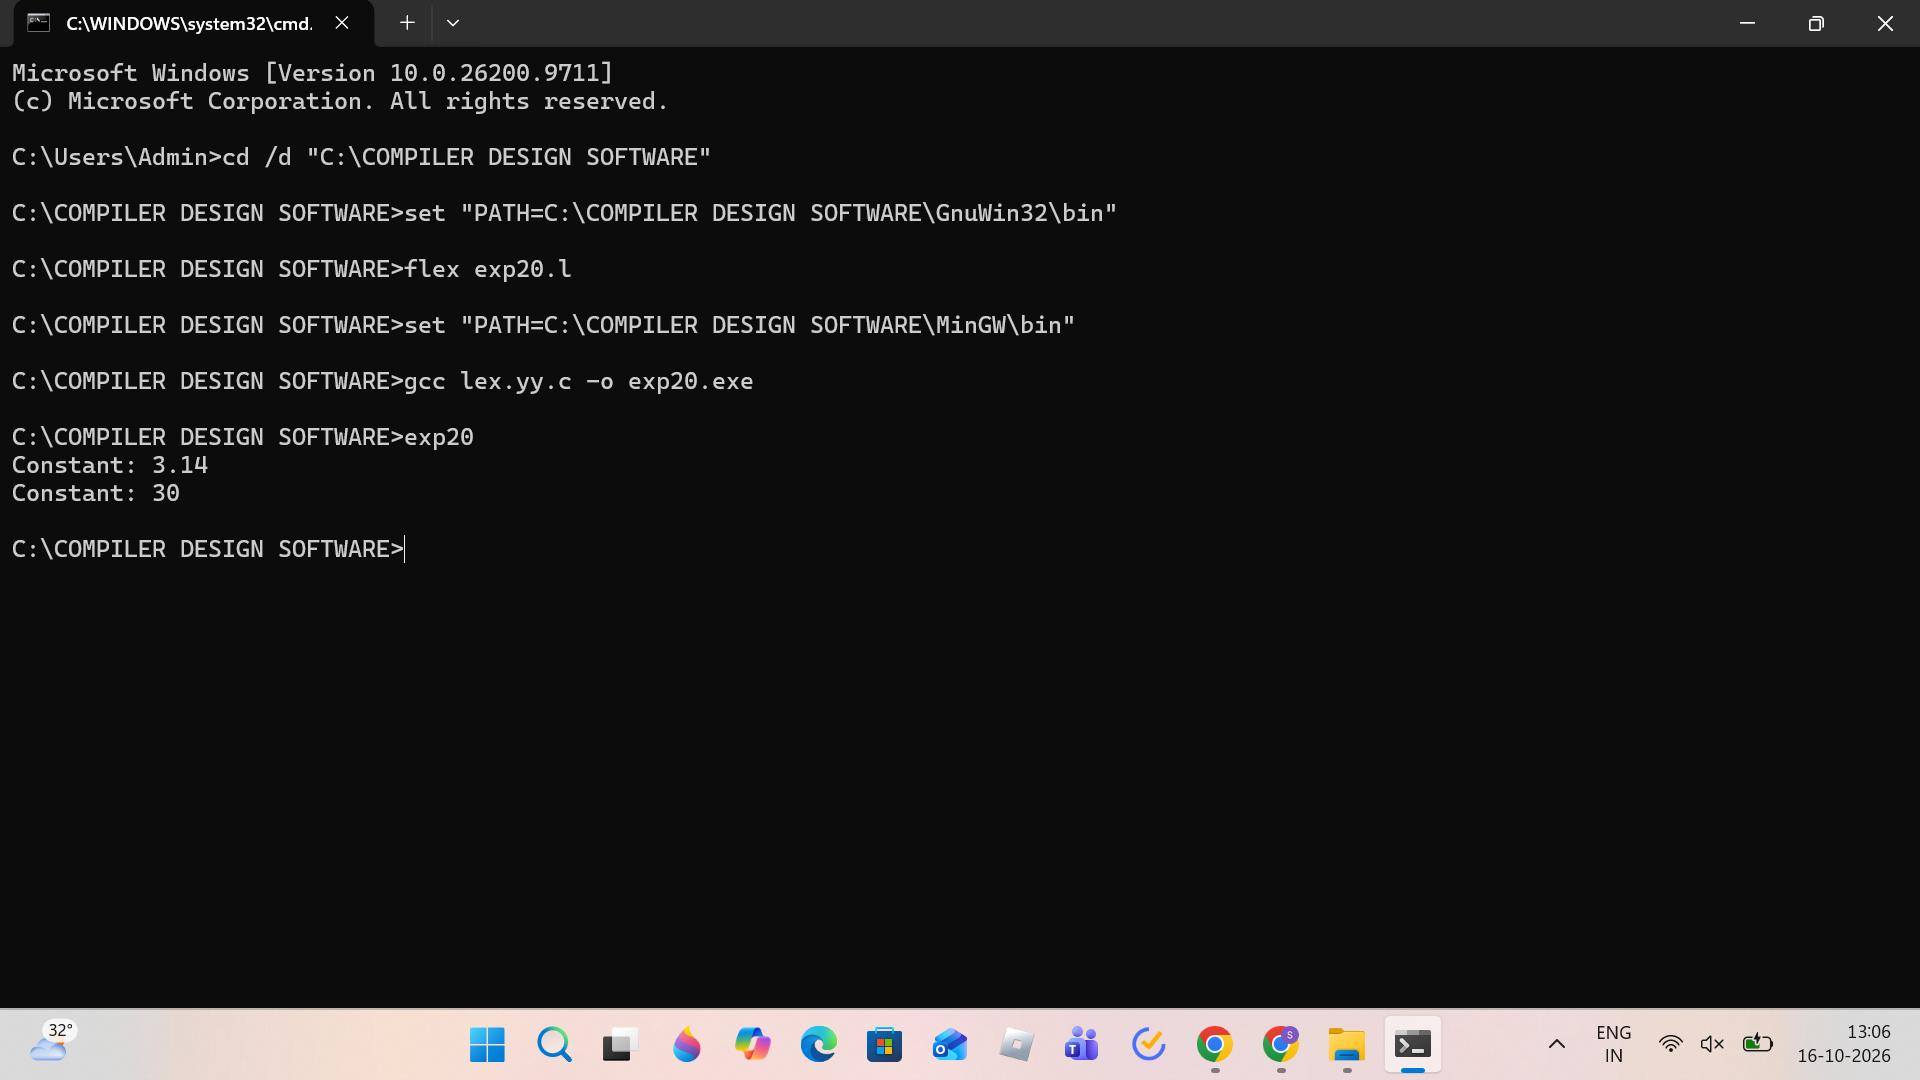 C:\WINDOWS\system32\cmd.
Microsoft Windows [Version 10.0.26200.9711]
(c) Microsoft Corporation. All rights reserved.
C:\Users\Admin>cd /d "C:\COMPILER DESIGN SOFTWARE"
C:\COMPILER DESIGN SOFTWARE>set "PATH=C:\COMPILER DESIGN SOFTWARE\GnuWin32\bin"
C:\COMPILER DESIGN SOFTWARE>flex exp20.l
C:\COMPILER DESIGN SOFTWARE>set "PATH=C:\COMPILER DESIGN SOFTWARE\MinGW\bin"
C:\COMPILER DESIGN SOFTWARE>gcc lex.yy.c -o exp20.exe
C:\COMPILER DESIGN SOFTWARE>exp20
Constant: 3.14
Constant: 30
C:\COMPILER DESIGN SOFTWARE>
32°
S
ENG
IN
13:06
16-10-2026